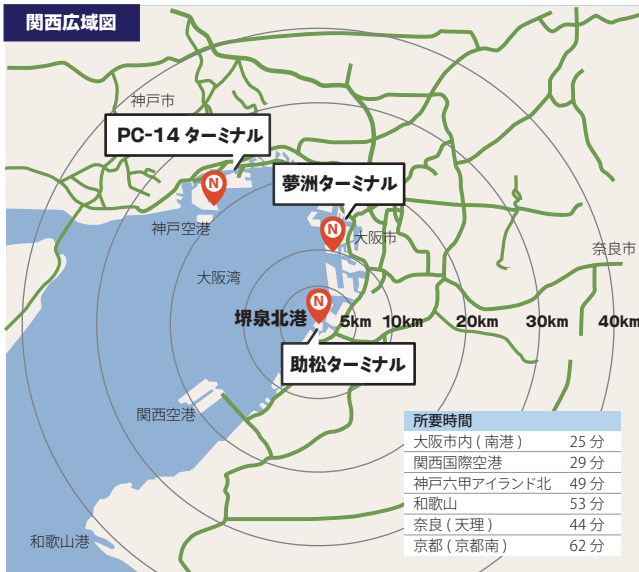 関西広域図
神戸市
PC-14 ターミナル
N
夢洲ターミナル
神戸空港
N
大阪市
奈良市
大阪湾
N
堺泉北港
5km 10km 20km 30km 40km
助松ターミナル
関西空港
和歌山港
所要時間
大阪市内 ( 南港 ) 25 分
関西国際空港 29 分
神戸六甲アイランド北 49 分
和歌山 53 分
奈良 ( 天理 ) 44 分
京都 ( 京都南 ) 62 分